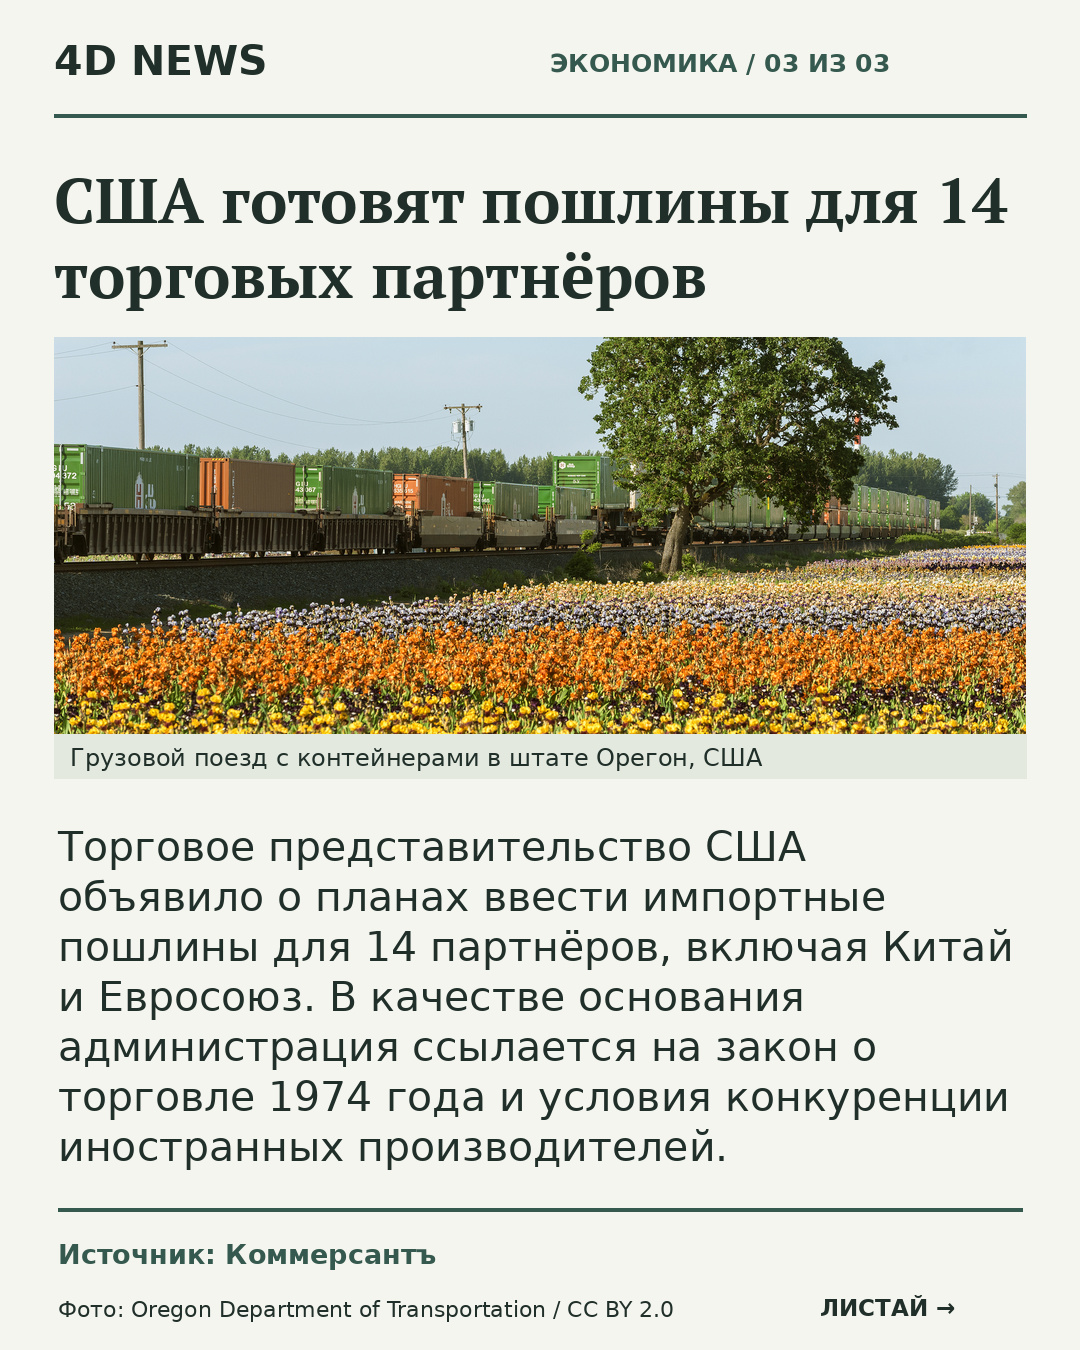 4D NEWS
ЭКОНОМИКА / 03 ИЗ 03
США готовят пошлины для 14
торговых партнёров
Грузовой поезд с контейнерами в штате Орегон, США
Торговое представительство США
объявило о планах ввести импортные
пошлины для 14 партнёров, включая Китай
и Евросоюз. В качестве основания
администрация ссылается на закон о
торговле 1974 года и условия конкуренции
иностранных производителей.
Источник: Коммерсантъ
Фото: Oregon Department of Transportation / CC BY 2.0
ЛИСТАЙ →